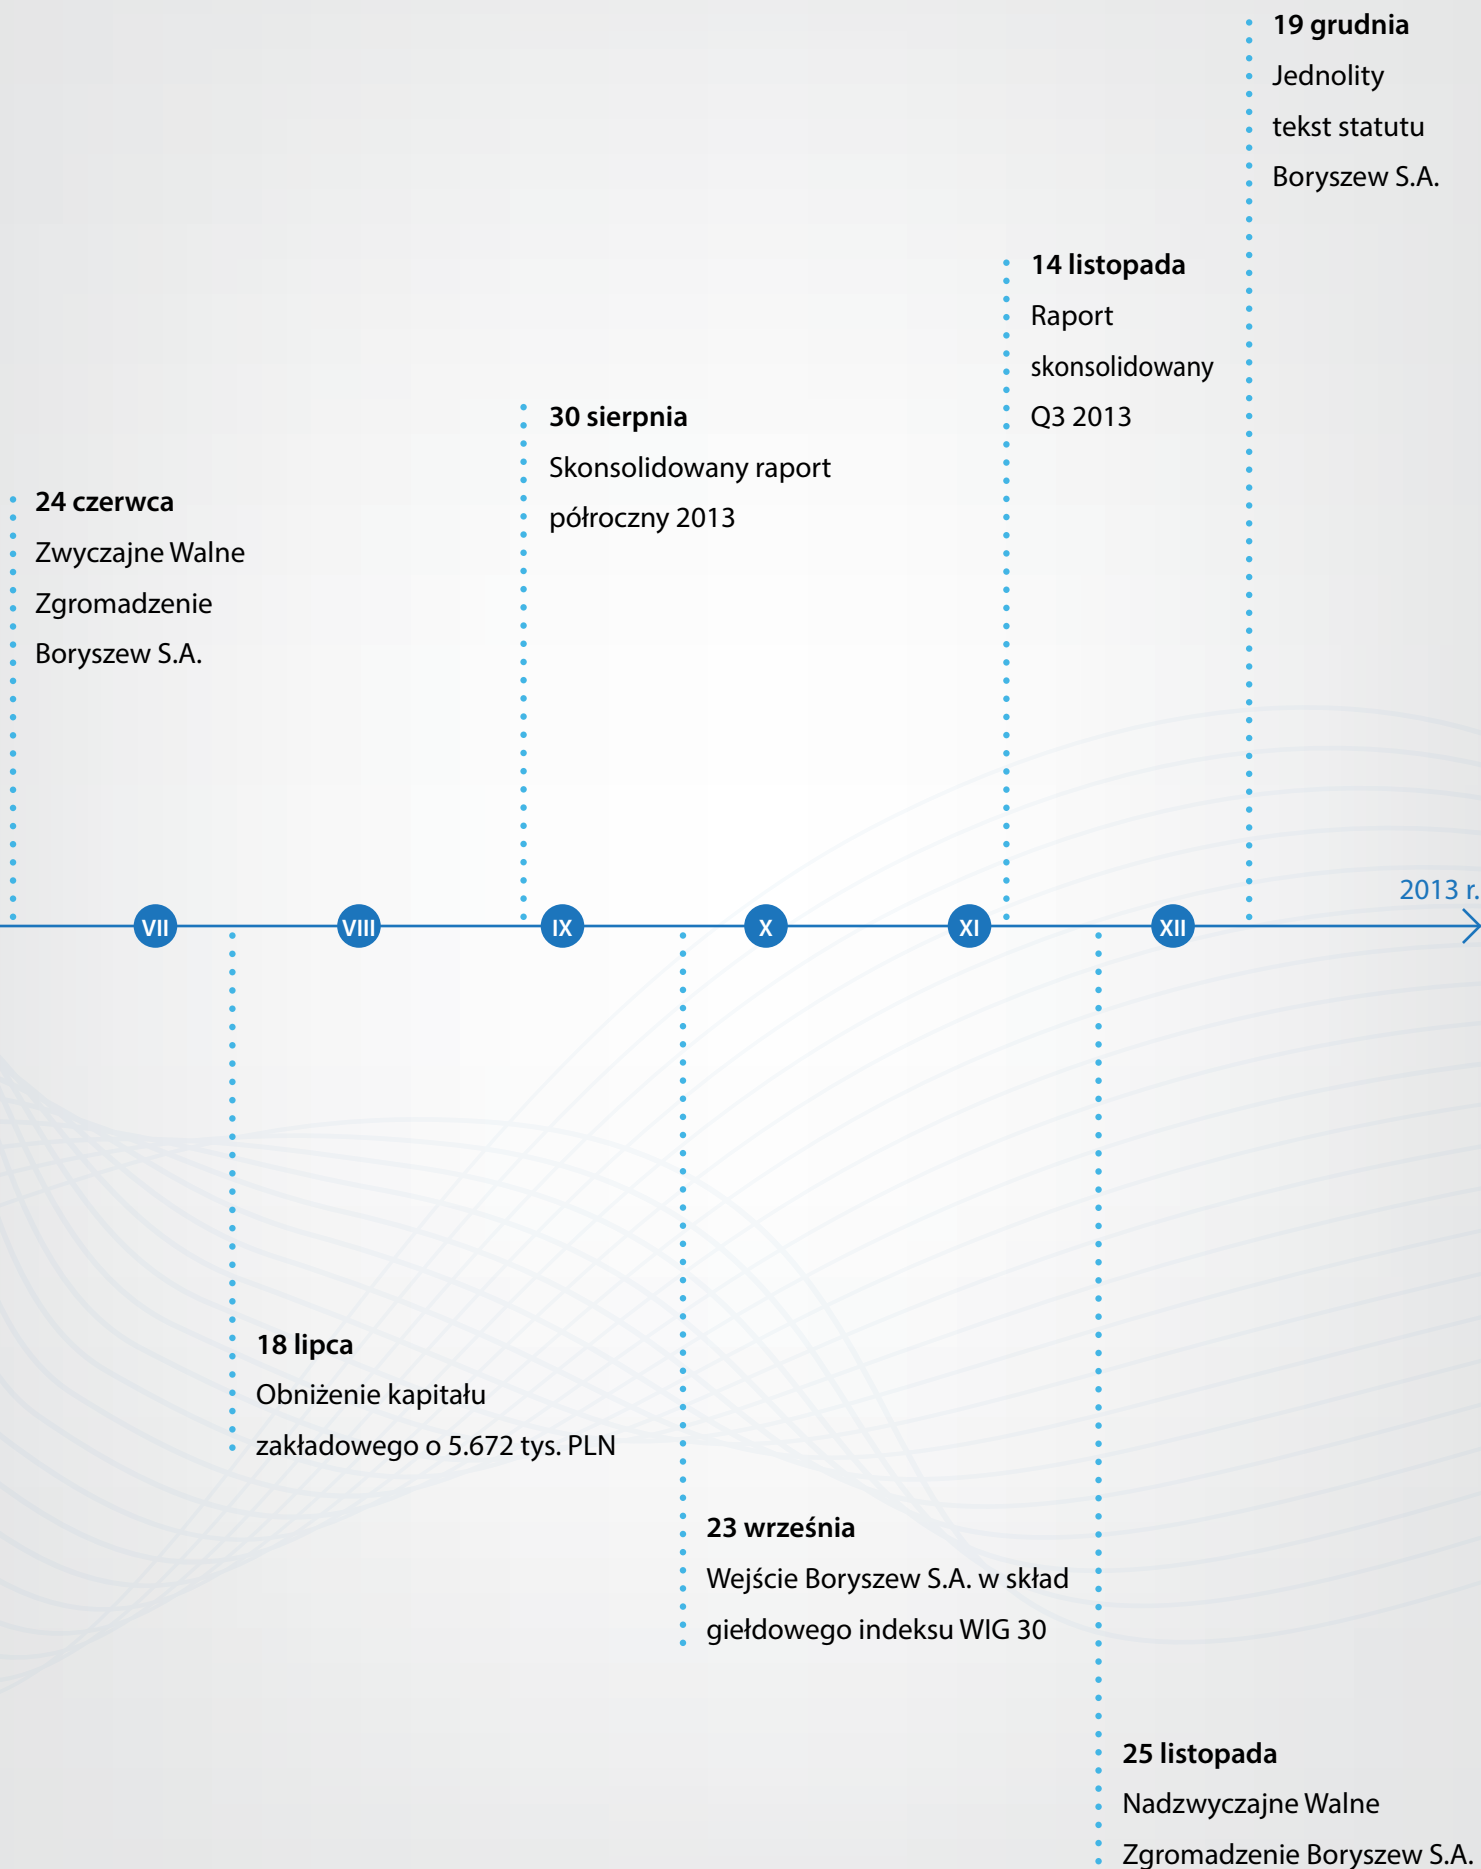 19 grudnia
Jednolity
tekst statutu
Boryszew S.A.
14 listopada
Raport
skonsolidowany
Q3 2013
30 sierpnia
Skonsolidowany raport
półroczny 2013
24 czerwca
Zwyczajne Walne
Zgromadzenie
Boryszew S.A.
2013 r.
VII VIII IX X XI XII
18 lipca
Obniżenie kapitału
zakładowego o 5.672 tys. PLN
23 września
Wejście Boryszew S.A. w skład
giełdowego indeksu WIG 30
25 listopada
Nadzwyczajne Walne
Zgromadzenie Boryszew S.A.